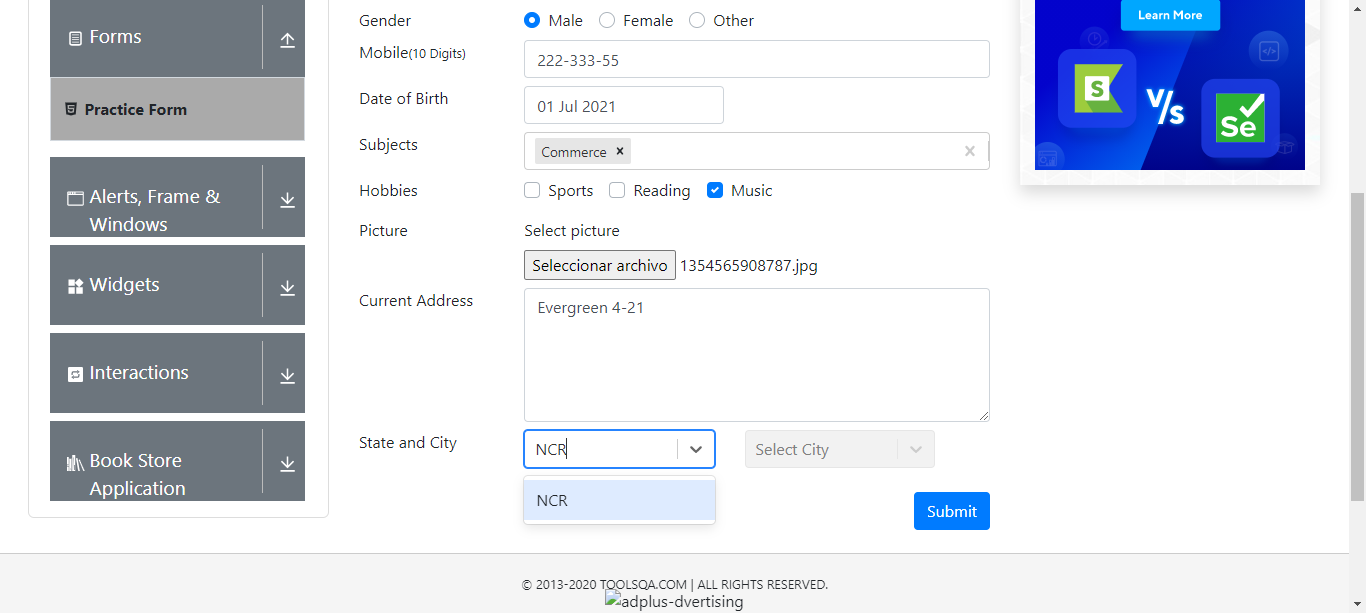 Forms
Practice Form
Alerts, Frame &
Windows
Widgets
Interactions
Book Store
Application
Gender
Male
Female
Other
Mobile(10 Digits)
222-333-55
Date of Birth
01 Jul 2021
Subjects
Commerce
Hobbies
Sports
Reading
Music
Picture
Select picture
Seleccionar archivo 1354565908787.jpg
Current Address
Evergreen 4-21
State and City
NCR
Select City
NCR
Submit
Learn More
S
V/s
Se
© 2013-2020 TOOLSQA.COM | ALL RIGHTS RESERVED.
adplus-dvertising